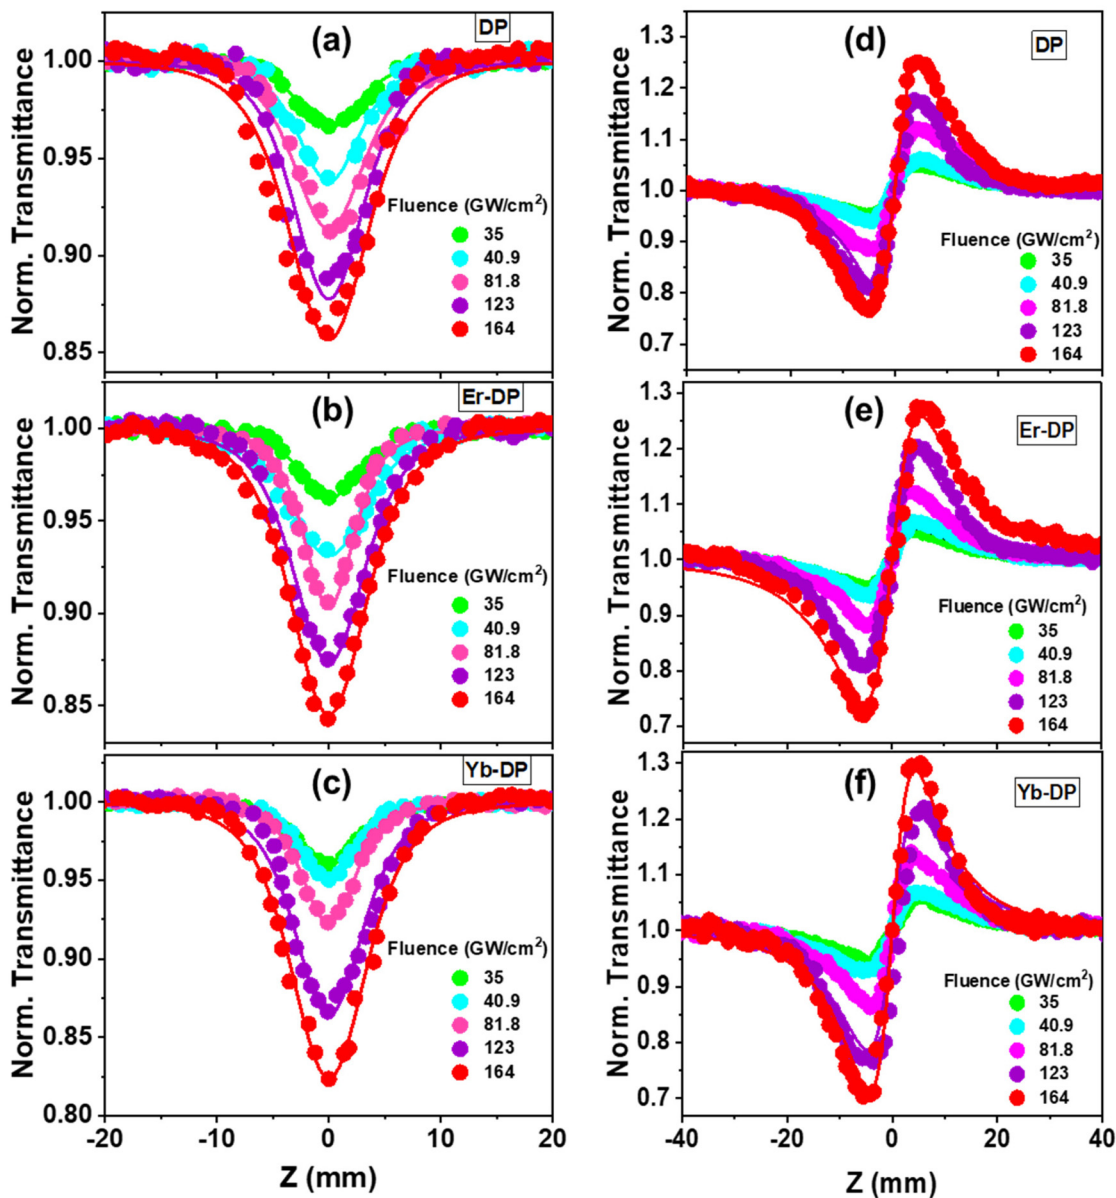 (a)
DP
Norm. Transmittance
1.00
0.95
0.90
0.85
Fluence (GW/cm²)
35
40.9
81.8
123
164
(d)
DP
Norm. Transmittance
1.3
1.2
1.1
1.0
0.9
0.8
0.7
Fluence (GW/cm²)
35
40.9
81.8
123
164
(b)
Er-DP
Norm. Transmittance
1.00
0.95
0.90
0.85
Fluence (GW/cm²)
35
40.9
81.8
123
164
(e)
Er-DP
Norm. Transmittance
1.3
1.2
1.1
1.0
0.9
0.8
0.7
Fluence (GW/cm²)
35
40.9
81.8
123
164
(c)
Yb-DP
Norm. Transmittance
1.00
0.95
0.90
0.85
0.80
Fluence (GW/cm²)
35
40.9
81.8
123
164
-20
-10
0
10
20
Z (mm)
(f)
Yb-DP
Norm. Transmittance
1.3
1.2
1.1
1.0
0.9
0.8
0.7
Fluence (GW/cm²)
35
40.9
81.8
123
164
-40
-20
0
20
40
Z (mm)